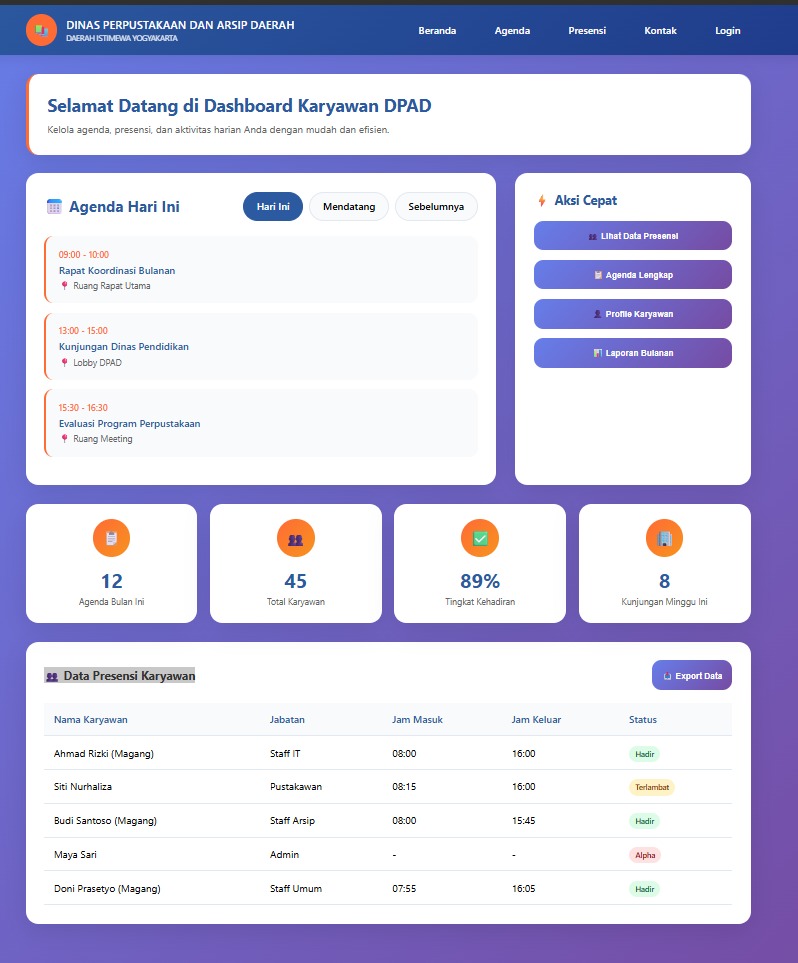 DINAS PERPUSTAKAAN DAN ARSIP DAERAH
DAERAH ISTIMEWA YOGYAKARTA
Beranda Agenda Presensi Kontak Login
Selamat Datang di Dashboard Karyawan DPAD
Kelola agenda, presensi, dan aktivitas harian Anda dengan mudah dan efisien.
Agenda Hari Ini
Hari Ini Mendatang Sebelumnya
09:00 - 10:00
Rapat Koordinasi Bulanan
Ruang Rapat Utama
13:00 - 15:00
Kunjungan Dinas Pendidikan
Lobby DPAD
15:30 - 16:30
Evaluasi Program Perpustakaan
Ruang Meeting
Aksi Cepat
Lihat Data Presensi
Agenda Lengkap
Profile Karyawan
Laporan Bulanan
12
Agenda Bulan Ini
45
Total Karyawan
89%
Tingkat Kehadiran
8
Kunjungan Minggu Ini
Data Presensi Karyawan
Export Data
Nama Karyawan Jabatan Jam Masuk Jam Keluar Status
Ahmad Rizki (Magang) Staff IT 08:00 16:00 Hadir
Siti Nurhaliza Pustakawan 08:15 16:00 Terlambat
Budi Santoso (Magang) Staff Arsip 08:00 15:45 Hadir
Maya Sari Admin - - Alpha
Doni Prasetyo (Magang) Staff Umum 07:55 16:05 Hadir